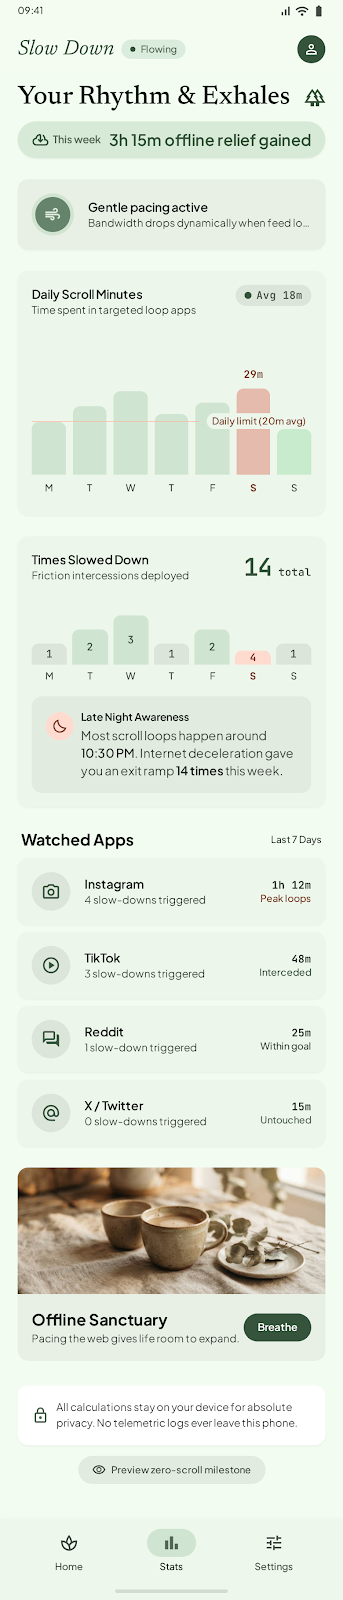 09:41
Slow Down
Flowing
Your Rhythm & Exhales
This week 3h 15m offline relief gained
Gentle pacing active
Bandwidth drops dynamically when feed lo...
Daily Scroll Minutes
Avg 18m
Time spent in targeted loop apps
29m
Daily limit (20m avg)
M T W T F S S
Times Slowed Down
14 total
Friction intercessions deployed
1 2 3 1 2 4 1
M T W T F S S
Late Night Awareness
Most scroll loops happen around
10:30 PM. Internet deceleration gave
you an exit ramp 14 times this week.
Watched Apps
Last 7 Days
Instagram
1h 12m
4 slow-downs triggered
Peak loops
TikTok
48m
3 slow-downs triggered
Interceded
Reddit
25m
1 slow-down triggered
Within goal
X / Twitter
15m
0 slow-downs triggered
Untouched
Offline Sanctuary
Pacing the web gives life room to expand.
Breathe
All calculations stay on your device for absolute
privacy. No telemetric logs ever leave this phone.
Preview zero-scroll milestone
Home
Stats
Settings